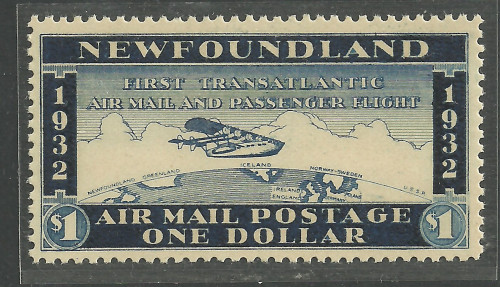 NEWFOUNDLAND
FIRST TRANSATLANTIC
AIR MAIL AND PASSENGER FLIGHT
1932
1932
ICELAND
NEWFOUNDLAND GREENLAND NORWAY-SWEDEN U.S.S.R.
IRELAND
ENGLAND GERMANY
$1 AIR MAIL POSTAGE $1
ONE DOLLAR